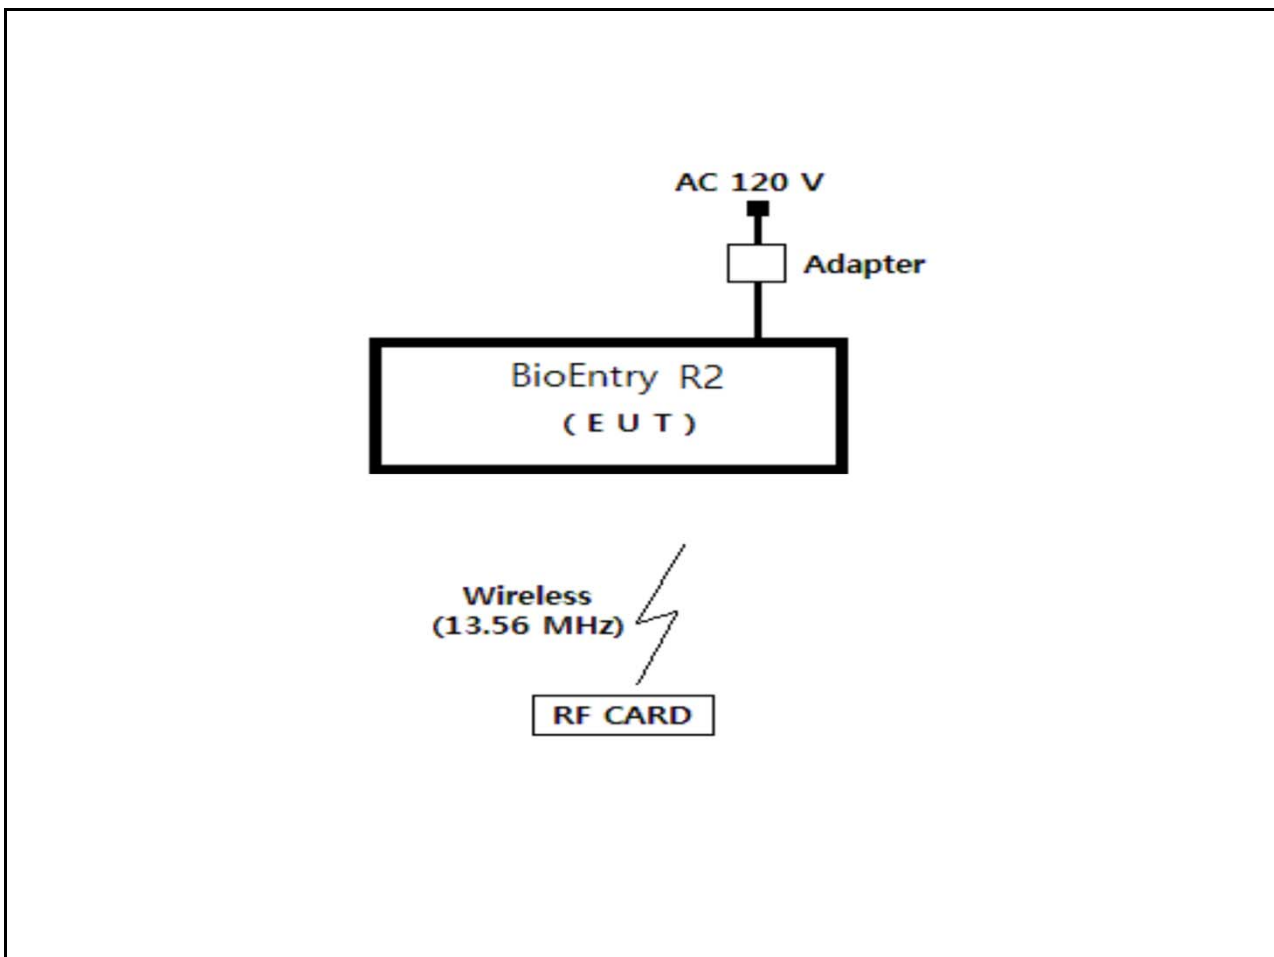 AC 120 V
Adapter
BioEntry R2
( E U T )
Wireless
(13.56 MHz)
RF CARD